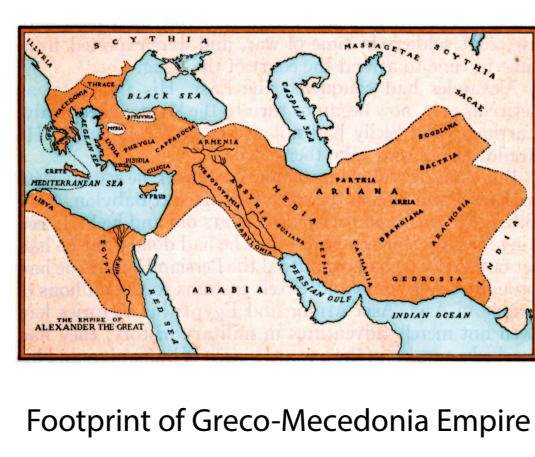 ILLYRIA
SCYTHIA
MASSAGETAE
SCYTHIA
SACAE
THRACE
MACEDONIA
BLACK SEA
CASPIAN SEA
BITHYNIA
AEGEAN SEA
LYDIA
PHRYGIA
CAPPADOCIA
ARMENIA
SOGDIANA
BACTRIA
PISIDIA
CILICIA
CRETE
MEDITERRANEAN SEA
CYPRUS
MESOPOTAMIA
ASSYRIA
MEDIA
PARTHIA
ARIANA
AREIA
DRANGIANA
ARACHOSIA
INDIA
LIBYA
BABYLONIA
SUSIANA
PERSIS
CARMANIA
GEDROSIA
EGYPT
ARABIA
PERSIAN GULF
RED SEA
INDIAN OCEAN
THE EMPIRE OF
ALEXANDER THE GREAT
Footprint of Greco-Mecedonia Empire